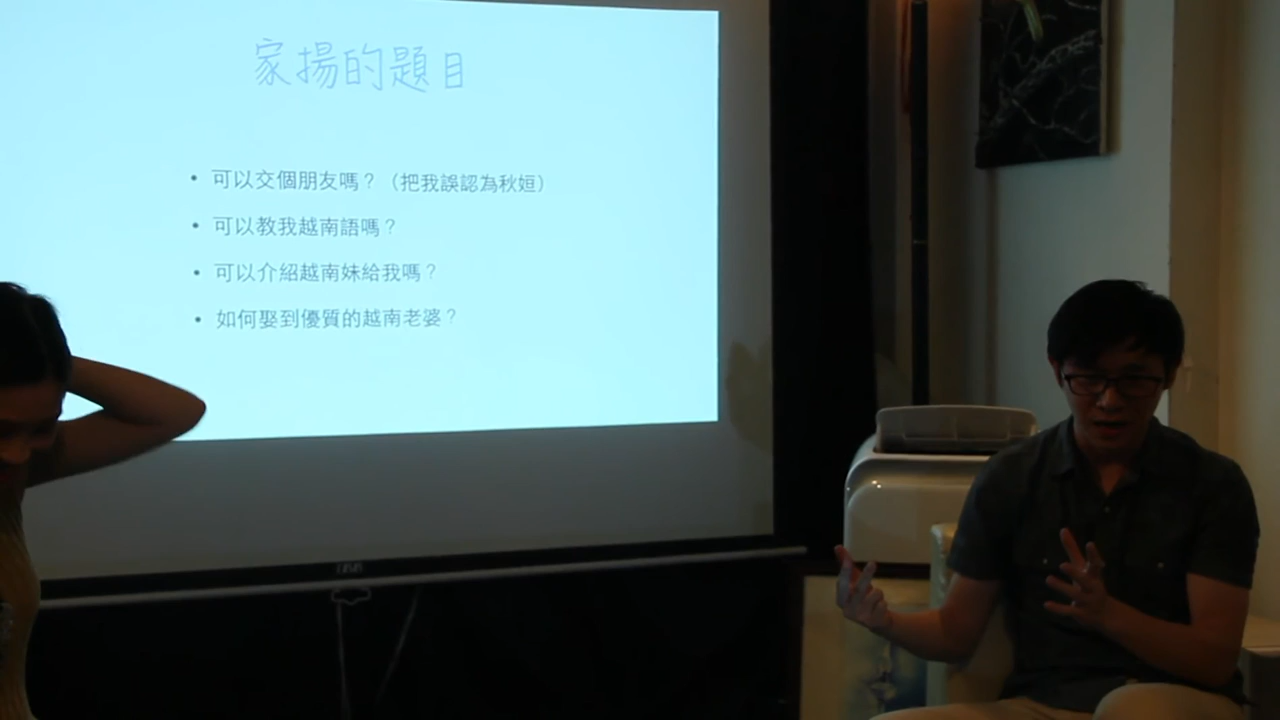 家揚的題目
• 可以交個朋友嗎？（把我誤認為秋姮）
• 可以教我越南語嗎？
• 可以介紹越南妹給我嗎？
• 如何娶到優質的越南老婆？